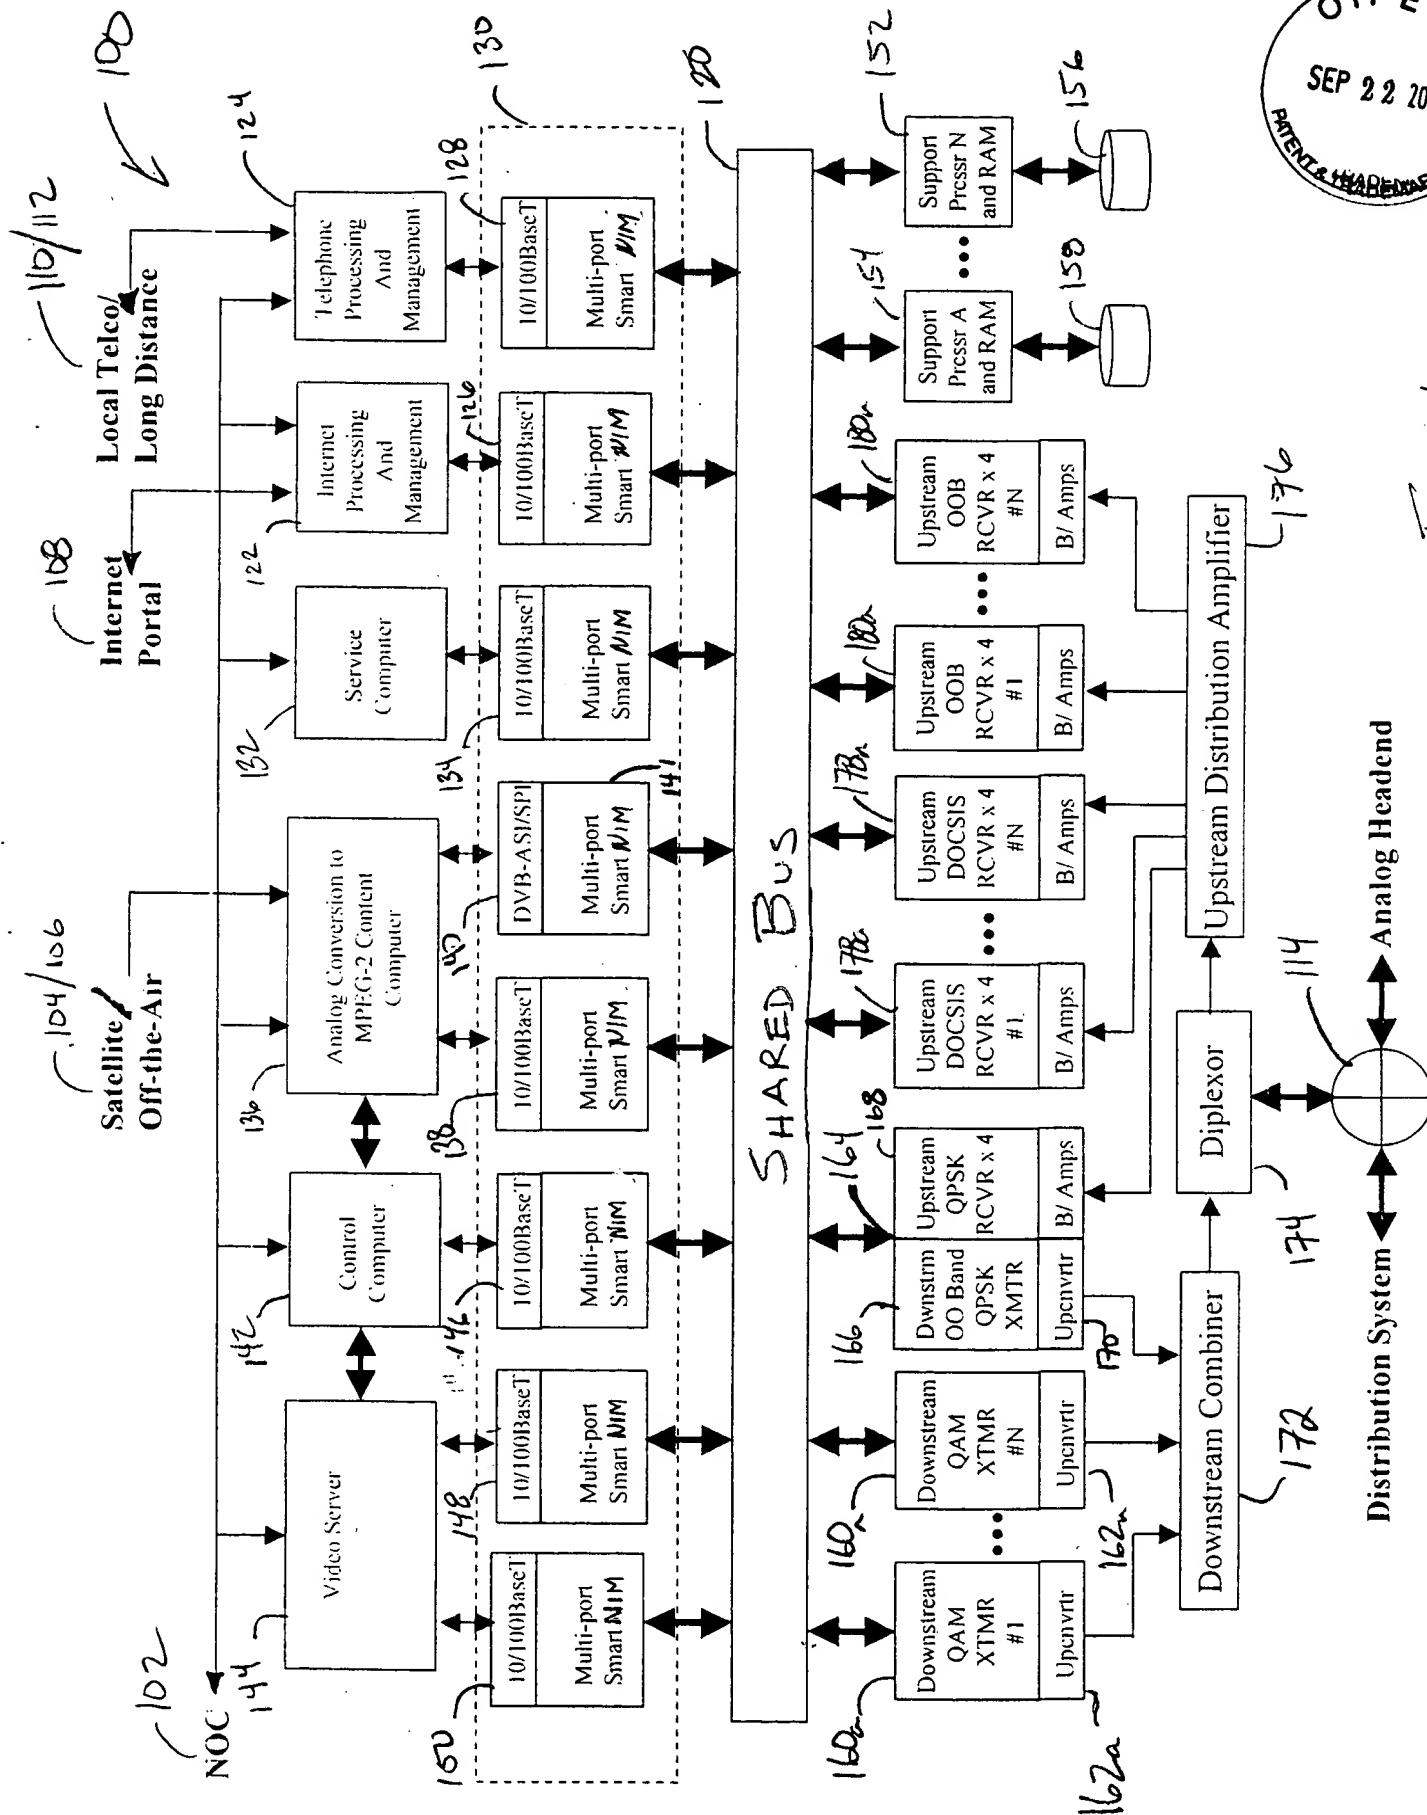 100
102
NOC
104/106
Satellite/
Off-the-Air
108
Internet
Portal
110/112
Local Telco/
Long Distance
144
Video Server
142
Control
Computer
136
Analog Conversion to
MPEG-2 Content
Computer
132
Service
Computer
122
Internet
Processing
And
Management
124
Telephone
Processing
And
Management
130
150
10/100BaseT
Multi-port
Smart NIM
148
10/100BaseT
Multi-port
Smart NIM
146
10/100BaseT
Multi-port
Smart NIM
138
10/100BaseT
Multi-port
Smart NIM
140
DVB-ASI/SPI
Multi-port
Smart NIM
141
134
10/100BaseT
Multi-port
Smart NIM
126
10/100BaseT
Multi-port
Smart NIM
128
10/100BaseT
Multi-port
Smart NIM
120
SHARED BUS
160a
Downstream
QAM
XTMR
#1
Upcnvrtr
162a
160n
Downstream
QAM
XTMR
#N
Upcnvrtr
162n
166
Dwnstrm
OO Band
QPSK
XMTR
Upcnvrtr
170
164
168
Upstream
QPSK
RCVR x 4
B/ Amps
178a
Upstream
DOCSIS
RCVR x 4
#1
B/ Amps
178n
Upstream
DOCSIS
RCVR x 4
#N
B/ Amps
180a
Upstream
OOB
RCVR x 4
#1
B/ Amps
180n
Upstream
OOB
RCVR x 4
#N
B/ Amps
154
Support
Prcssr A
and RAM
158
152
Support
Prcssr N
and RAM
156
Downstream Combiner
172
Diplexor
174
Upstream Distribution Amplifier
176
114
Distribution System
Analog Headend
SEP 22 20
PATENT &